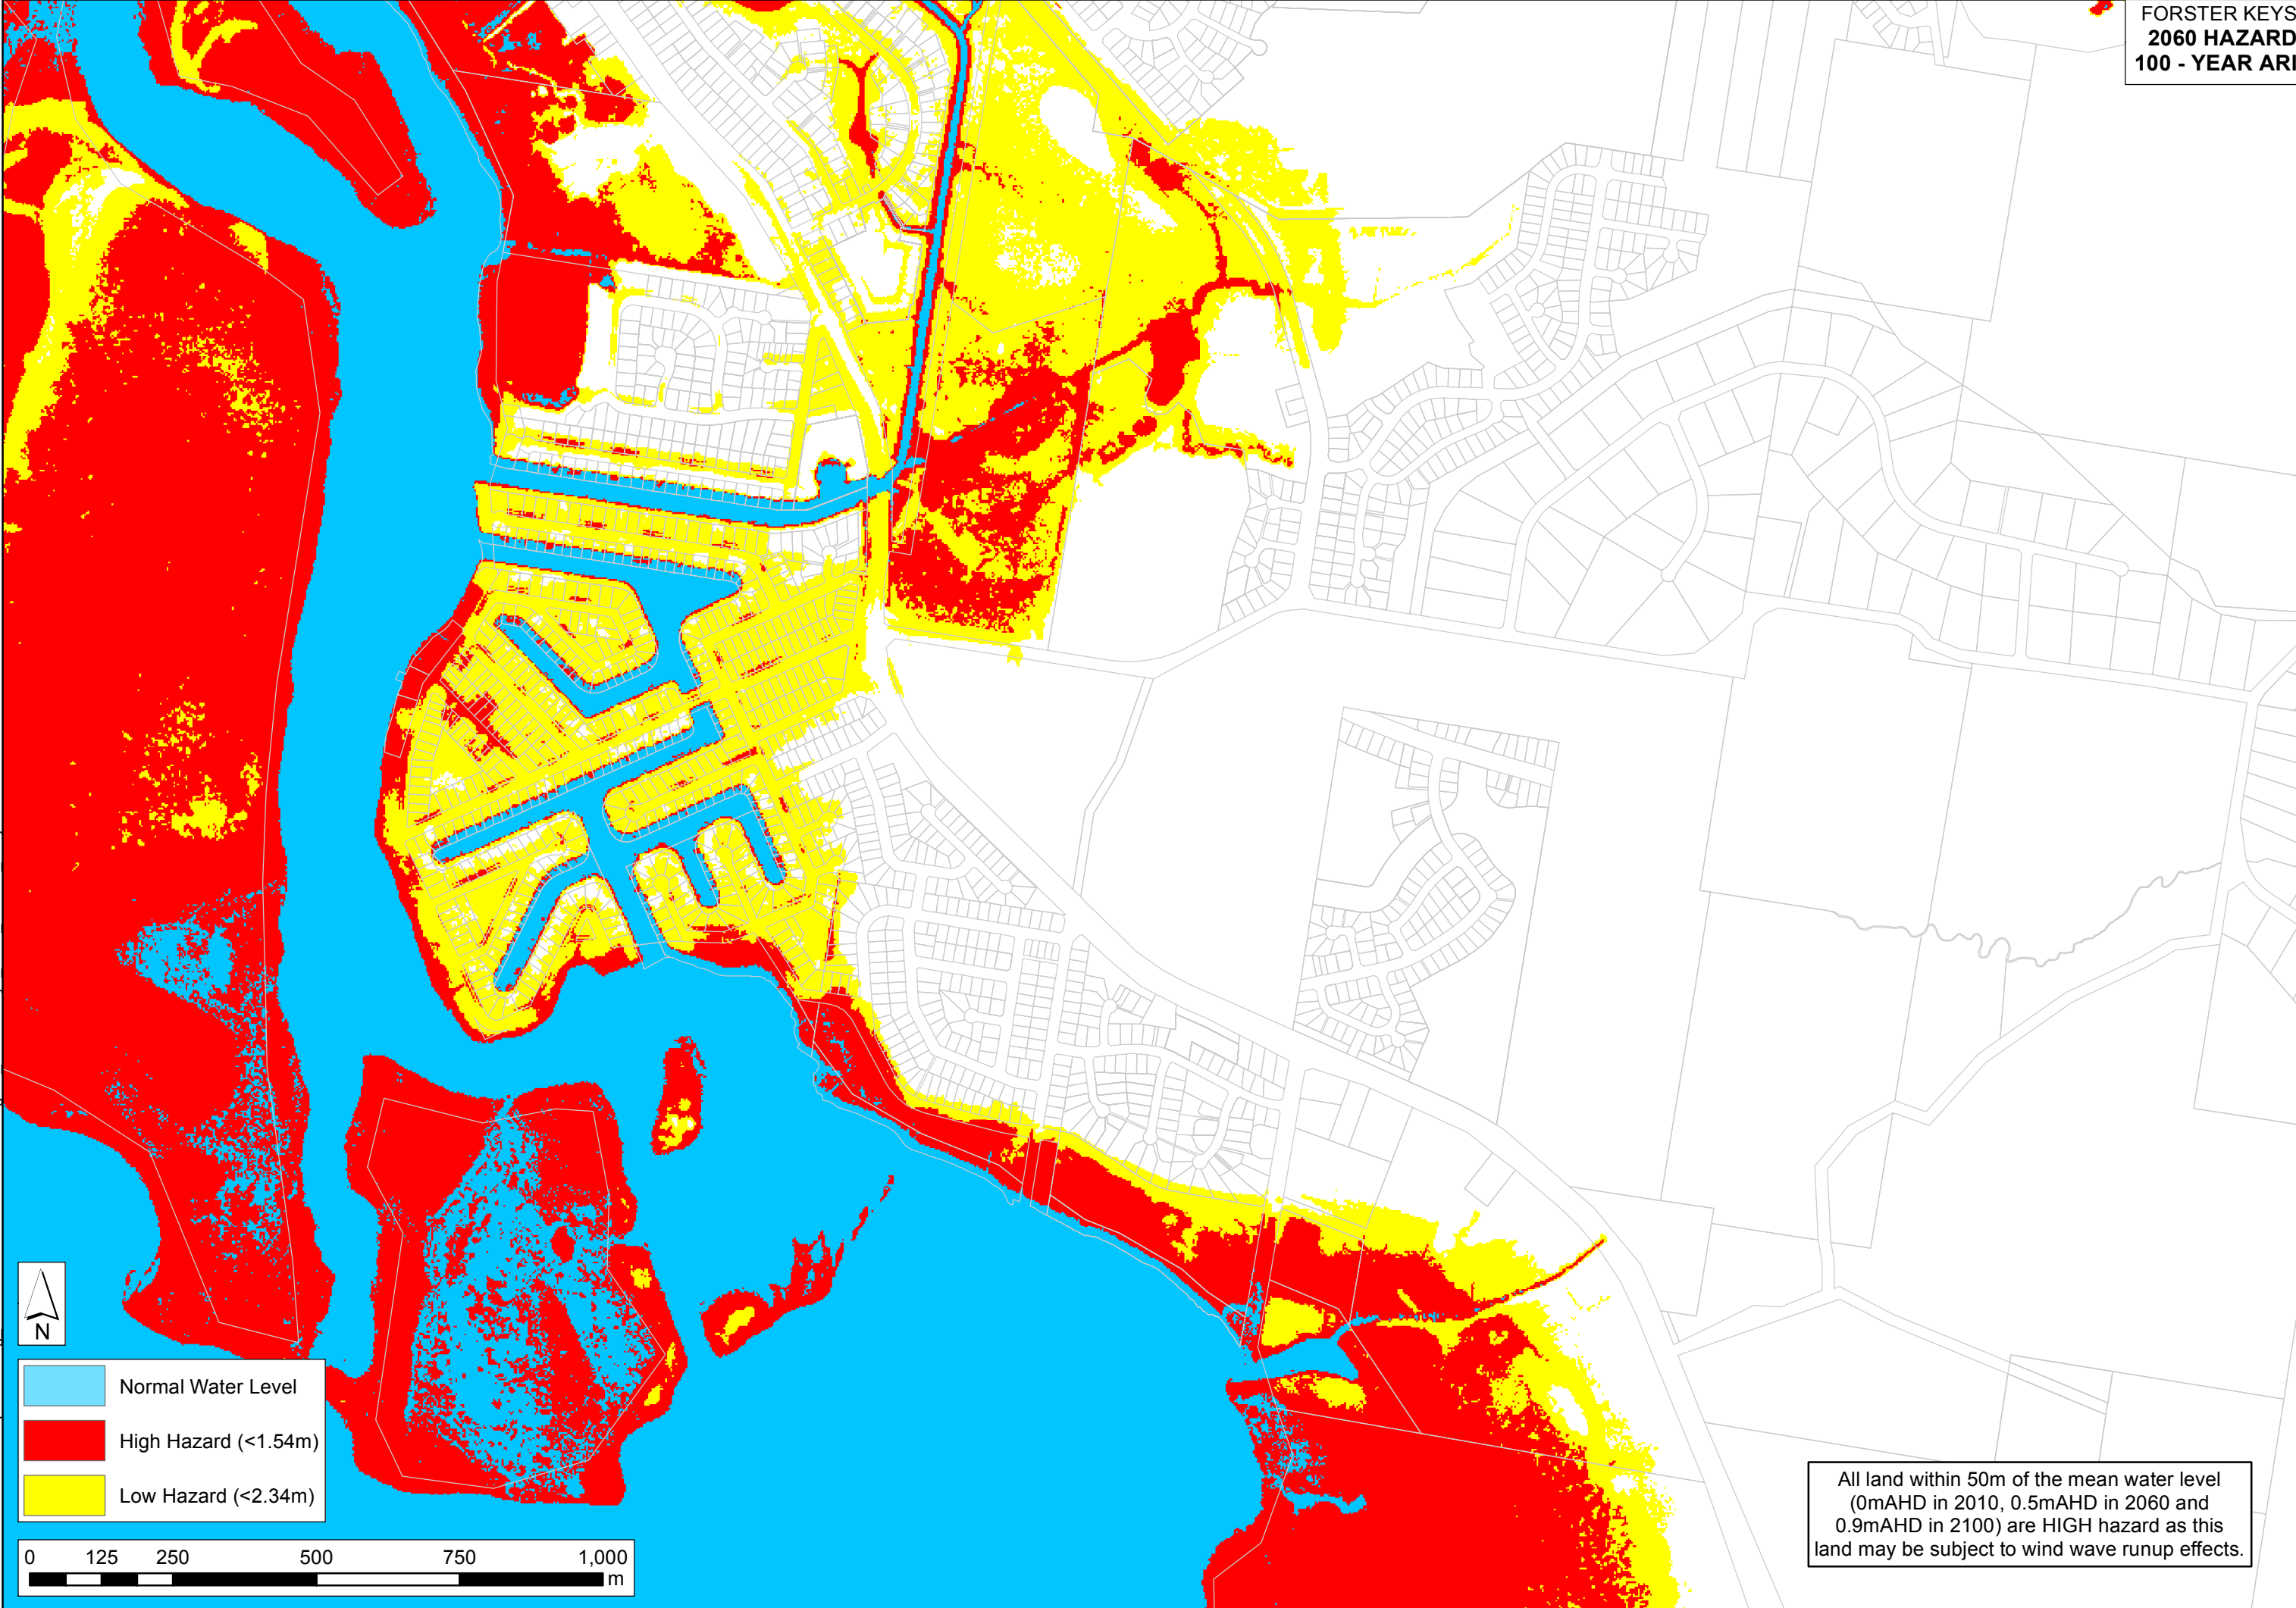 FORSTER KEYS
2060 HAZARD
100 - YEAR ARI
N
Normal Water Level
High Hazard (<1.54m)
Low Hazard (<2.34m)
0 125 250 500 750 1,000
m
All land within 50m of the mean water level
(0mAHD in 2010, 0.5mAHD in 2060 and
0.9mAHD in 2100) are HIGH hazard as this
land may be subject to wind wave runup effects.